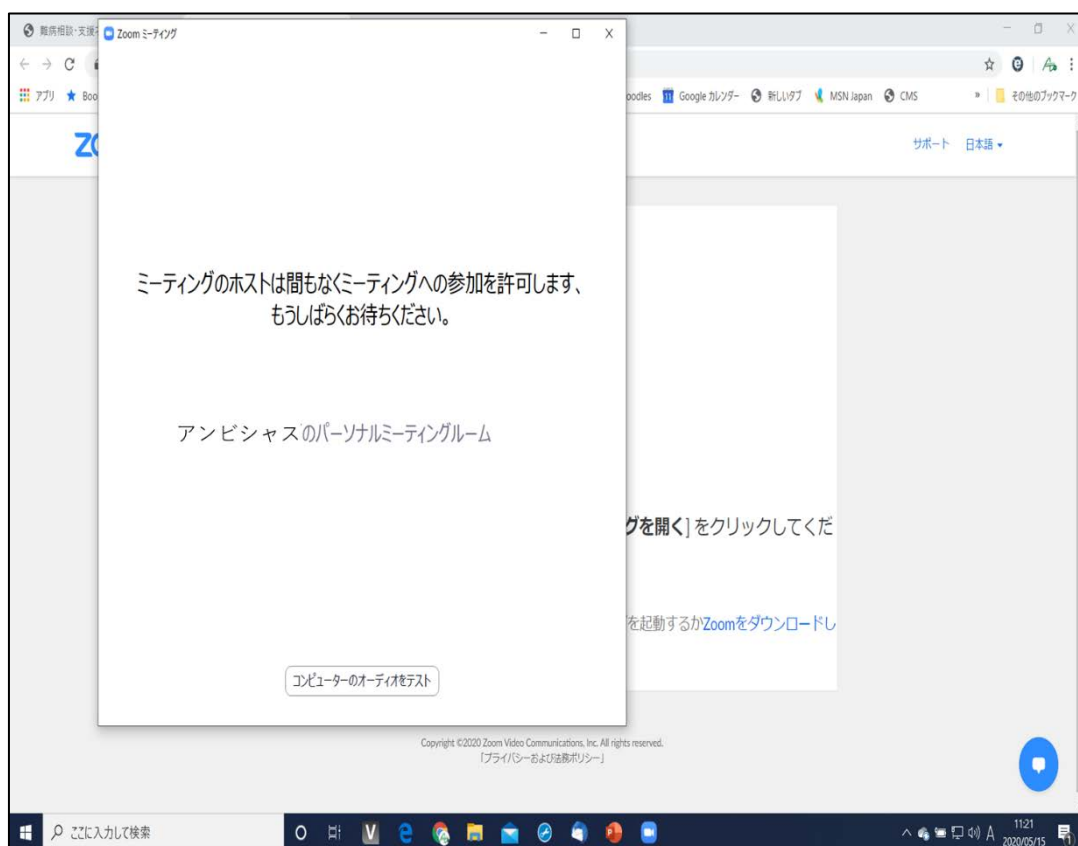 難病相談・支援
Zoom ミーティング
アプリ
Boo
oodles
Google カレンダー
新しいタブ
MSN Japan
CMS
»
その他のブックマーク
サポート
日本語
ミーティングのホストは間もなくミーティングへの参加を許可します、
もうしばらくお待ちください。
アンビシャスのパーソナルミーティングルーム
グを開く] をクリックしてくだ
を起動するかZoomをダウンロードし
コンピューターのオーディオをテスト
Copyright ©2020 Zoom Video Communications, Inc. All rights reserved.
「プライバシーおよび法務ポリシー」
ここに入力して検索
A
11:21
2020/05/15